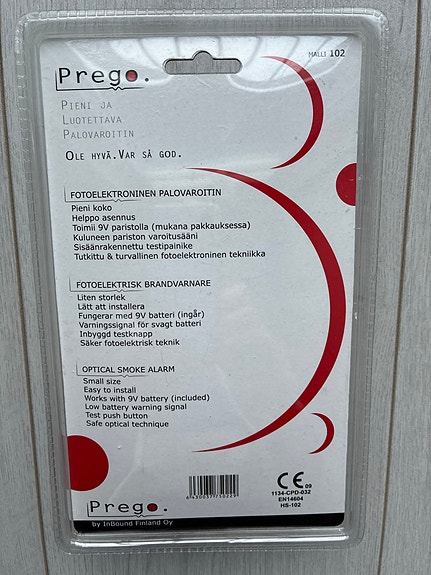 Prego.
MALLI 102
PIENI JA
LUOTETTAVA
PALOVAROITIN
OLE HYVÄ.VAR SÅ GOD.
FOTOELEKTRONINEN PALOVAROITIN
Pieni koko
Helppo asennus
Toimii 9V paristolla (mukana pakkauksessa)
Kuluneen pariston varoitusääni
Sisäänrakennettu testipainike
Tutkittu & turvallinen fotoelektroninen tekniikka
FOTOELEKTRISK BRANDVARNARE
Liten storlek
Lätt att installera
Fungerar med 9V batteri (ingår)
Varningssignal för svagt batteri
Inbyggd testknapp
Säker fotoelektrisk teknik
OPTICAL SMOKE ALARM
Small size
Easy to install
Works with 9V battery (included)
Low battery warning signal
Test push button
Safe optical technique
CE 09
1134-CPD-032
EN14604
HS-102
Prego.
by InBound Finland Oy